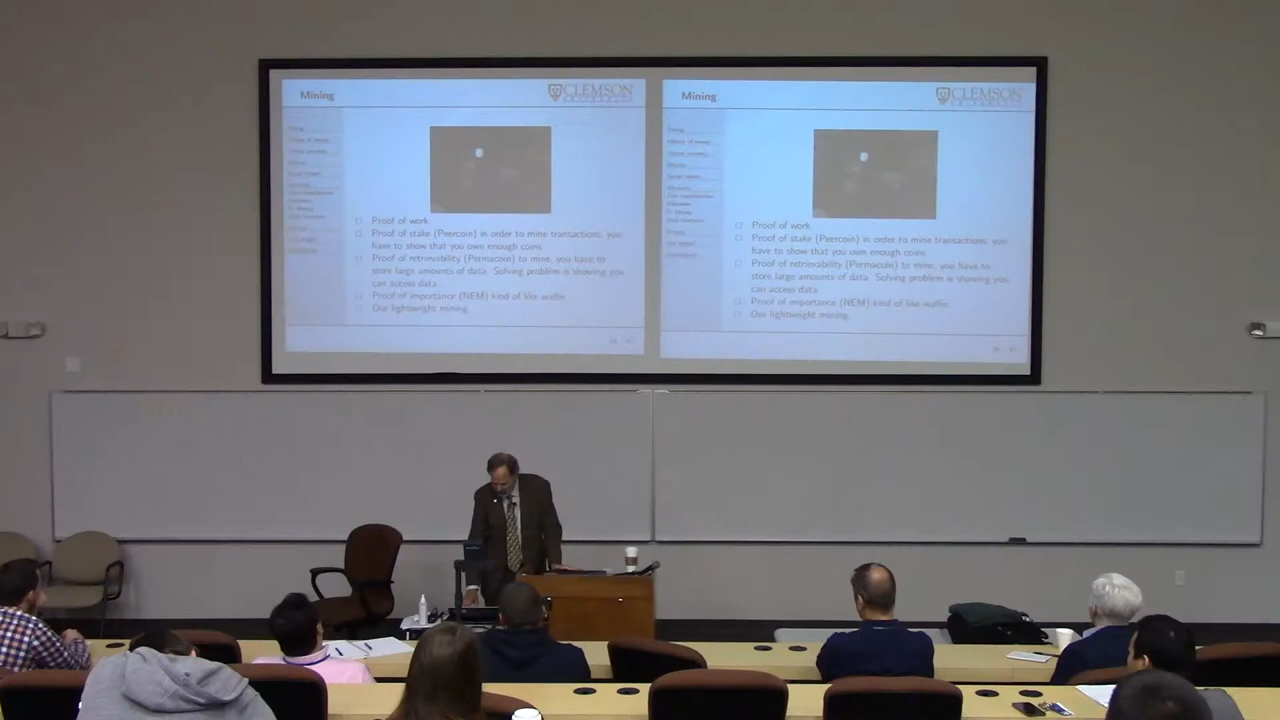 Mining
CLEMSON
Proof of work
Proof of stake (Peercoin) in order to mine transactions, you
have to show that you own enough coins.
Proof of retrievability (Permacoin) to mine, you have to
store large amounts of data. Solving problem is showing you
can access data.
Proof of importance (NEM) kind of like wuffie.
Our lightweight mining.
Mining
CLEMSON
Proof of work
Proof of stake (Peercoin) in order to mine transactions, you
have to show that you own enough coins.
Proof of retrievability (Permacoin) to mine, you have to
store large amounts of data. Solving problem is showing you
can access data.
Proof of importance (NEM) kind of like wuffie.
Our lightweight mining.